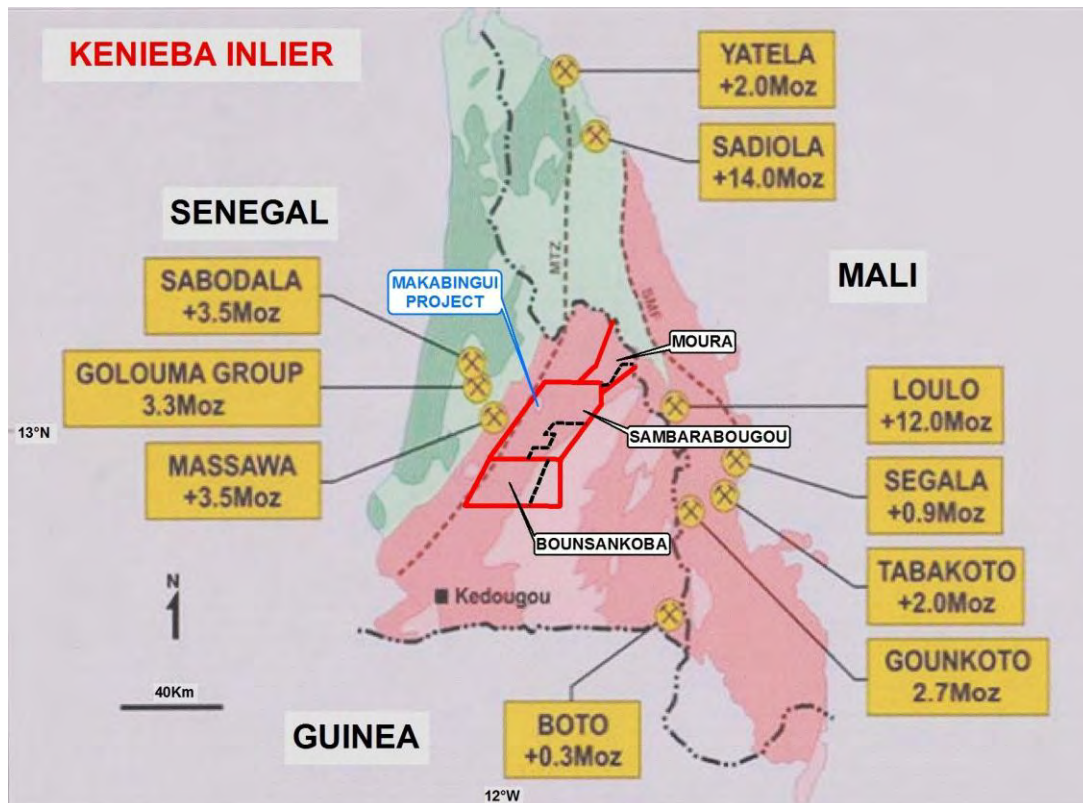 KENIEBA INLIER
YATELA
+2.0Moz
SADIOLA
+14.0Moz
SENEGAL
MALI
SABODALA
+3.5Moz
MAKABINGUI
PROJECT
MTZ
SMF
MOURA
GOLOUMA GROUP
3.3Moz
LOULO
+12.0Moz
13°N
SAMBARABOUGOU
MASSAWA
+3.5Moz
SEGALA
+0.9Moz
BOUNSANKOBA
TABAKOTO
+2.0Moz
N
Kedougou
GOUNKOTO
2.7Moz
40Km
BOTO
+0.3Moz
GUINEA
12°W